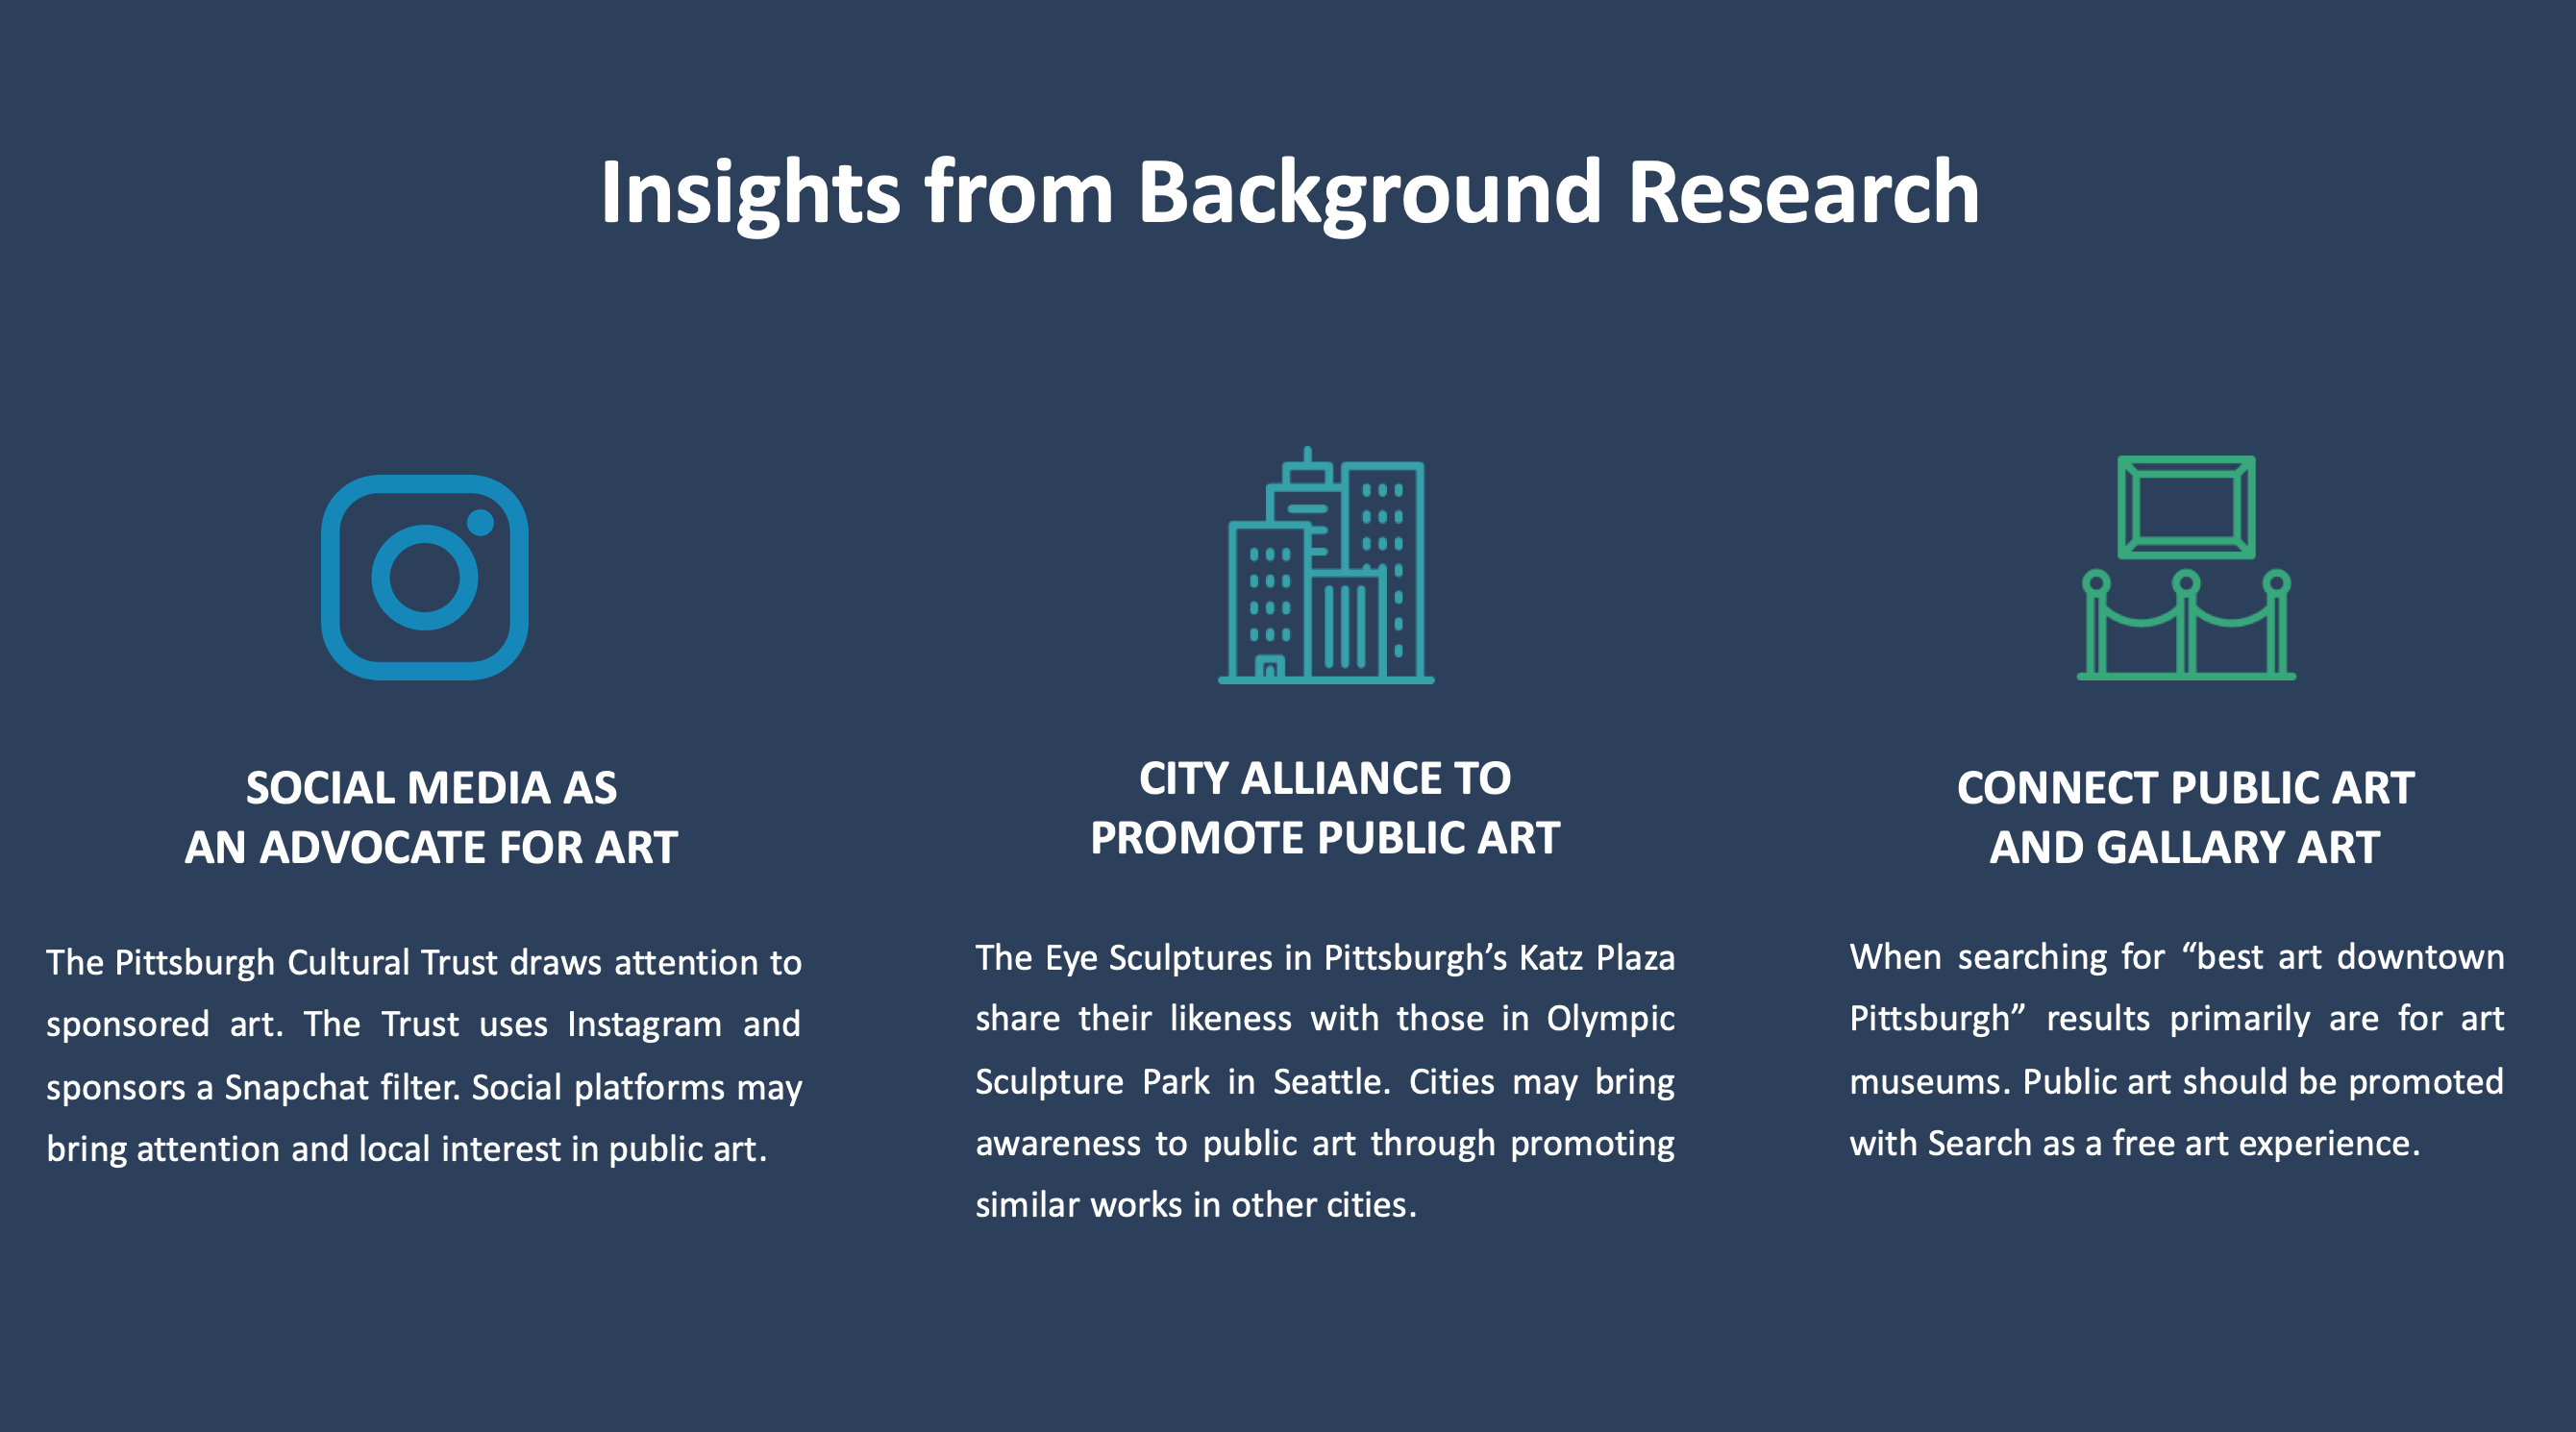 Insights from Background Research
SOCIAL MEDIA AS
AN ADVOCATE FOR ART
The Pittsburgh Cultural Trust draws attention to
sponsored art. The Trust uses Instagram and
sponsors a Snapchat filter. Social platforms may
bring attention and local interest in public art.
CITY ALLIANCE TO
PROMOTE PUBLIC ART
The Eye Sculptures in Pittsburgh’s Katz Plaza
share their likeness with those in Olympic
Sculpture Park in Seattle. Cities may bring
awareness to public art through promoting
similar works in other cities.
CONNECT PUBLIC ART
AND GALLARY ART
When searching for “best art downtown
Pittsburgh” results primarily are for art
museums. Public art should be promoted
with Search as a free art experience.